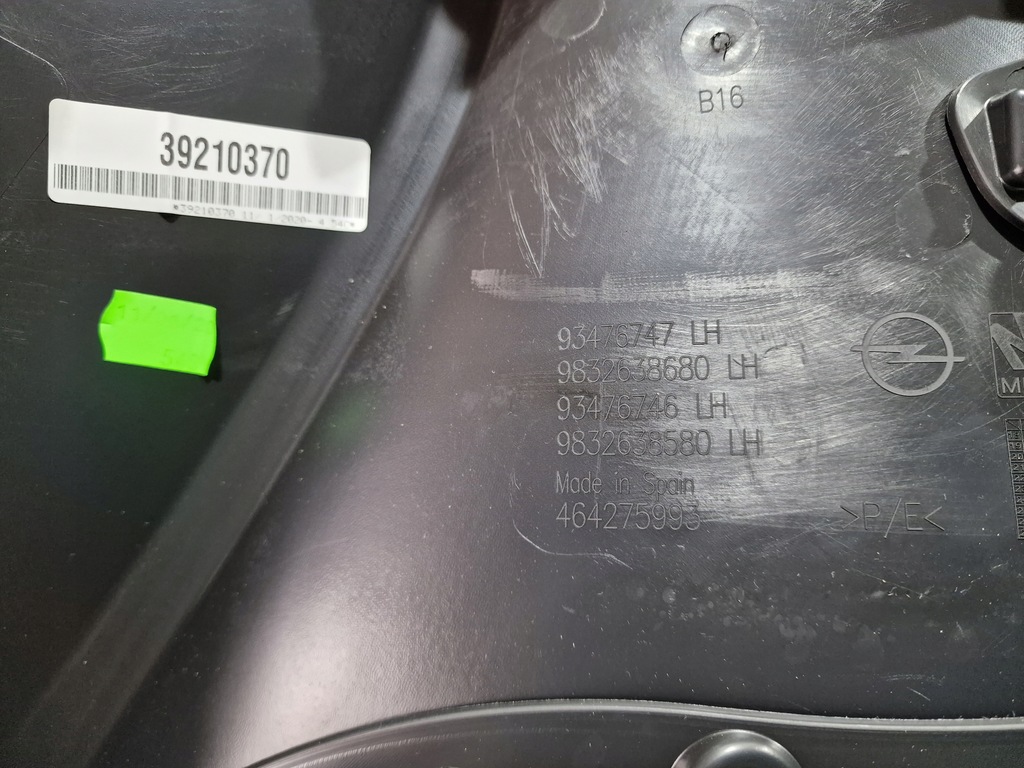 B16
39210370
93476747 LH
9832638680 LH
93476746 LH
9832638580 LH
Made in Spain
464275993
>P/E<